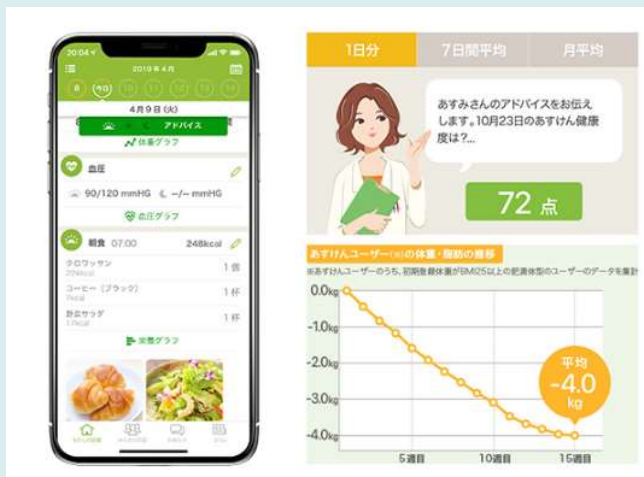 20:04
2019年4月
8
今日
10
11
12
13
14
4月9日(火)
アドバイス
体重グラフ
血圧
90/120 mmHG
--/-- mmHG
血圧グラフ
朝食 07:00
248kcal
クロワッサン
1個
224kcal
コーヒー(ブラック)
1杯
7kcal
野菜サラダ
1杯
17kcal
栄養グラフ
1日分
7日間平均
月平均
あすみさんのアドバイスをお伝え
します。10月23日のあすけん健康
度は?...
72 点
あすけんユーザー(※)の体重・脂肪の推移
※あすけんユーザーのうち、初期登録体重がBMI25以上の肥満体型のユーザーのデータを集計
0.0kg
-1.0kg
-2.0kg
-3.0kg
-4.0kg
平均
-4.0
kg
5週目
10週目
15週目